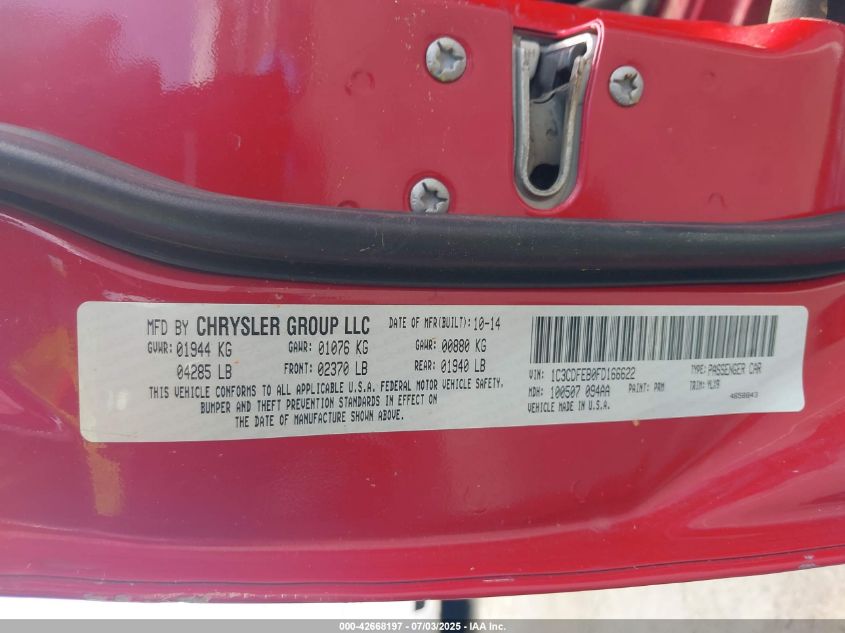 MFD BY CHRYSLER GROUP LLC DATE OF MFR(BUILT): 10-14
GVWR: 01944 KG GAWR: 01076 KG GAWR: 00880 KG
04285 LB FRONT: 02370 LB REAR: 01940 LB
THIS VEHICLE CONFORMS TO ALL APPLICABLE U.S.A. FEDERAL MOTOR VEHICLE SAFETY,
BUMPER AND THEFT PREVENTION STANDARDS IN EFFECT ON
THE DATE OF MANUFACTURE SHOWN ABOVE.
VIN: 1C3CDFEB0FD166622 TYPE: PASSENGER CAR
MDH: 100507 094AA PAINT: PRM TRIM: MLX9
VEHICLE MADE IN U.S.A. 4658843
000-42668197 - 07/03/2025 - IAA Inc.